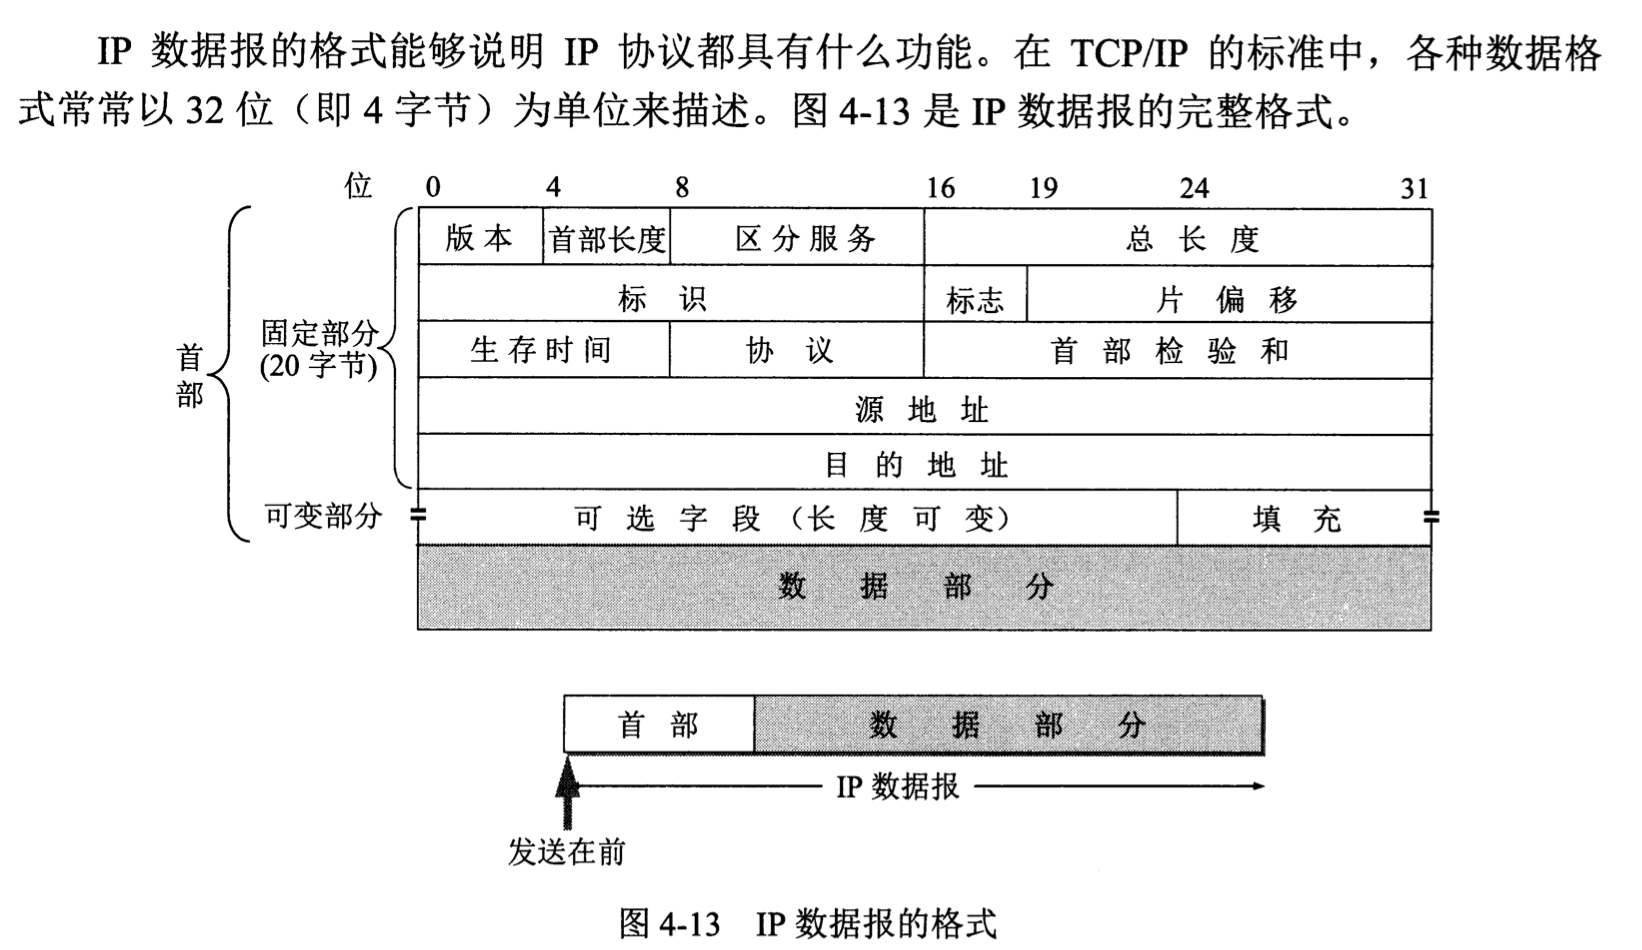 IP 数据报的格式能够说明 IP 协议都具有什么功能。在 TCP/IP 的标准中，各种数据格
式常常以 32 位（即 4 字节）为单位来描述。图 4-13 是 IP 数据报的完整格式。
位 0 4 8 16 19 24 31
版本 首部长度 区分服务 总长度
标识 标志 片偏移
固定部分
(20 字节)
首部
生存时间 协议 首部检验和
源地址
目的地址
可变部分 可选字段（长度可变） 填充
数据部分
首部 数据部分
IP 数据报
发送在前
图 4-13 IP 数据报的格式